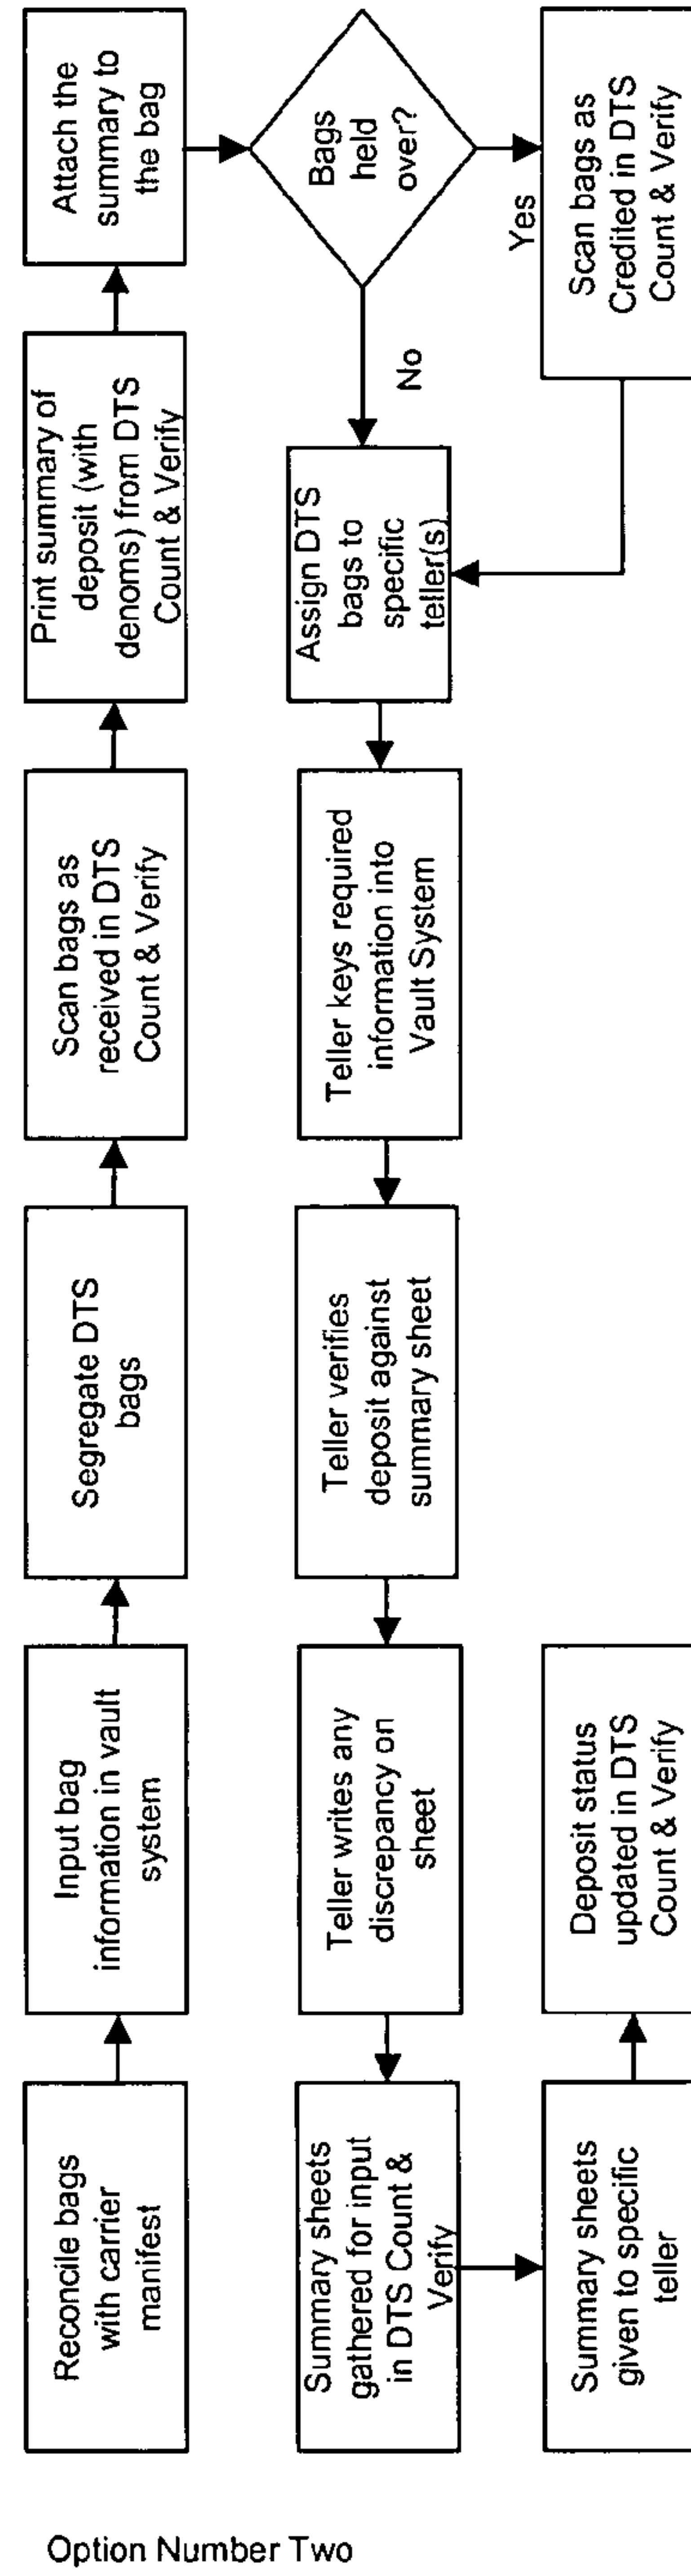 Option Number Two
Reconcile bags
with carrier
manifest
Input bag
information in vault
system
Segregate DTS
bags
Scan bags as
received in DTS
Count & Verify
Print summary of
deposit (with
denoms) from DTS
Count & Verify
Attach the
summary to
the bag
Bags
held
over?
No
Yes
Scan bags as
Credited in DTS
Count & Verify
Assign DTS
bags to
specific
teller(s)
Teller keys required
information into
Vault System
Teller verifies
deposit against
summary sheet
Teller writes any
discrepancy on
sheet
Summary sheets
gathered for input
in DTS Count &
Verify
Summary sheets
given to specific
teller
Deposit status
updated in DTS
Count & Verify